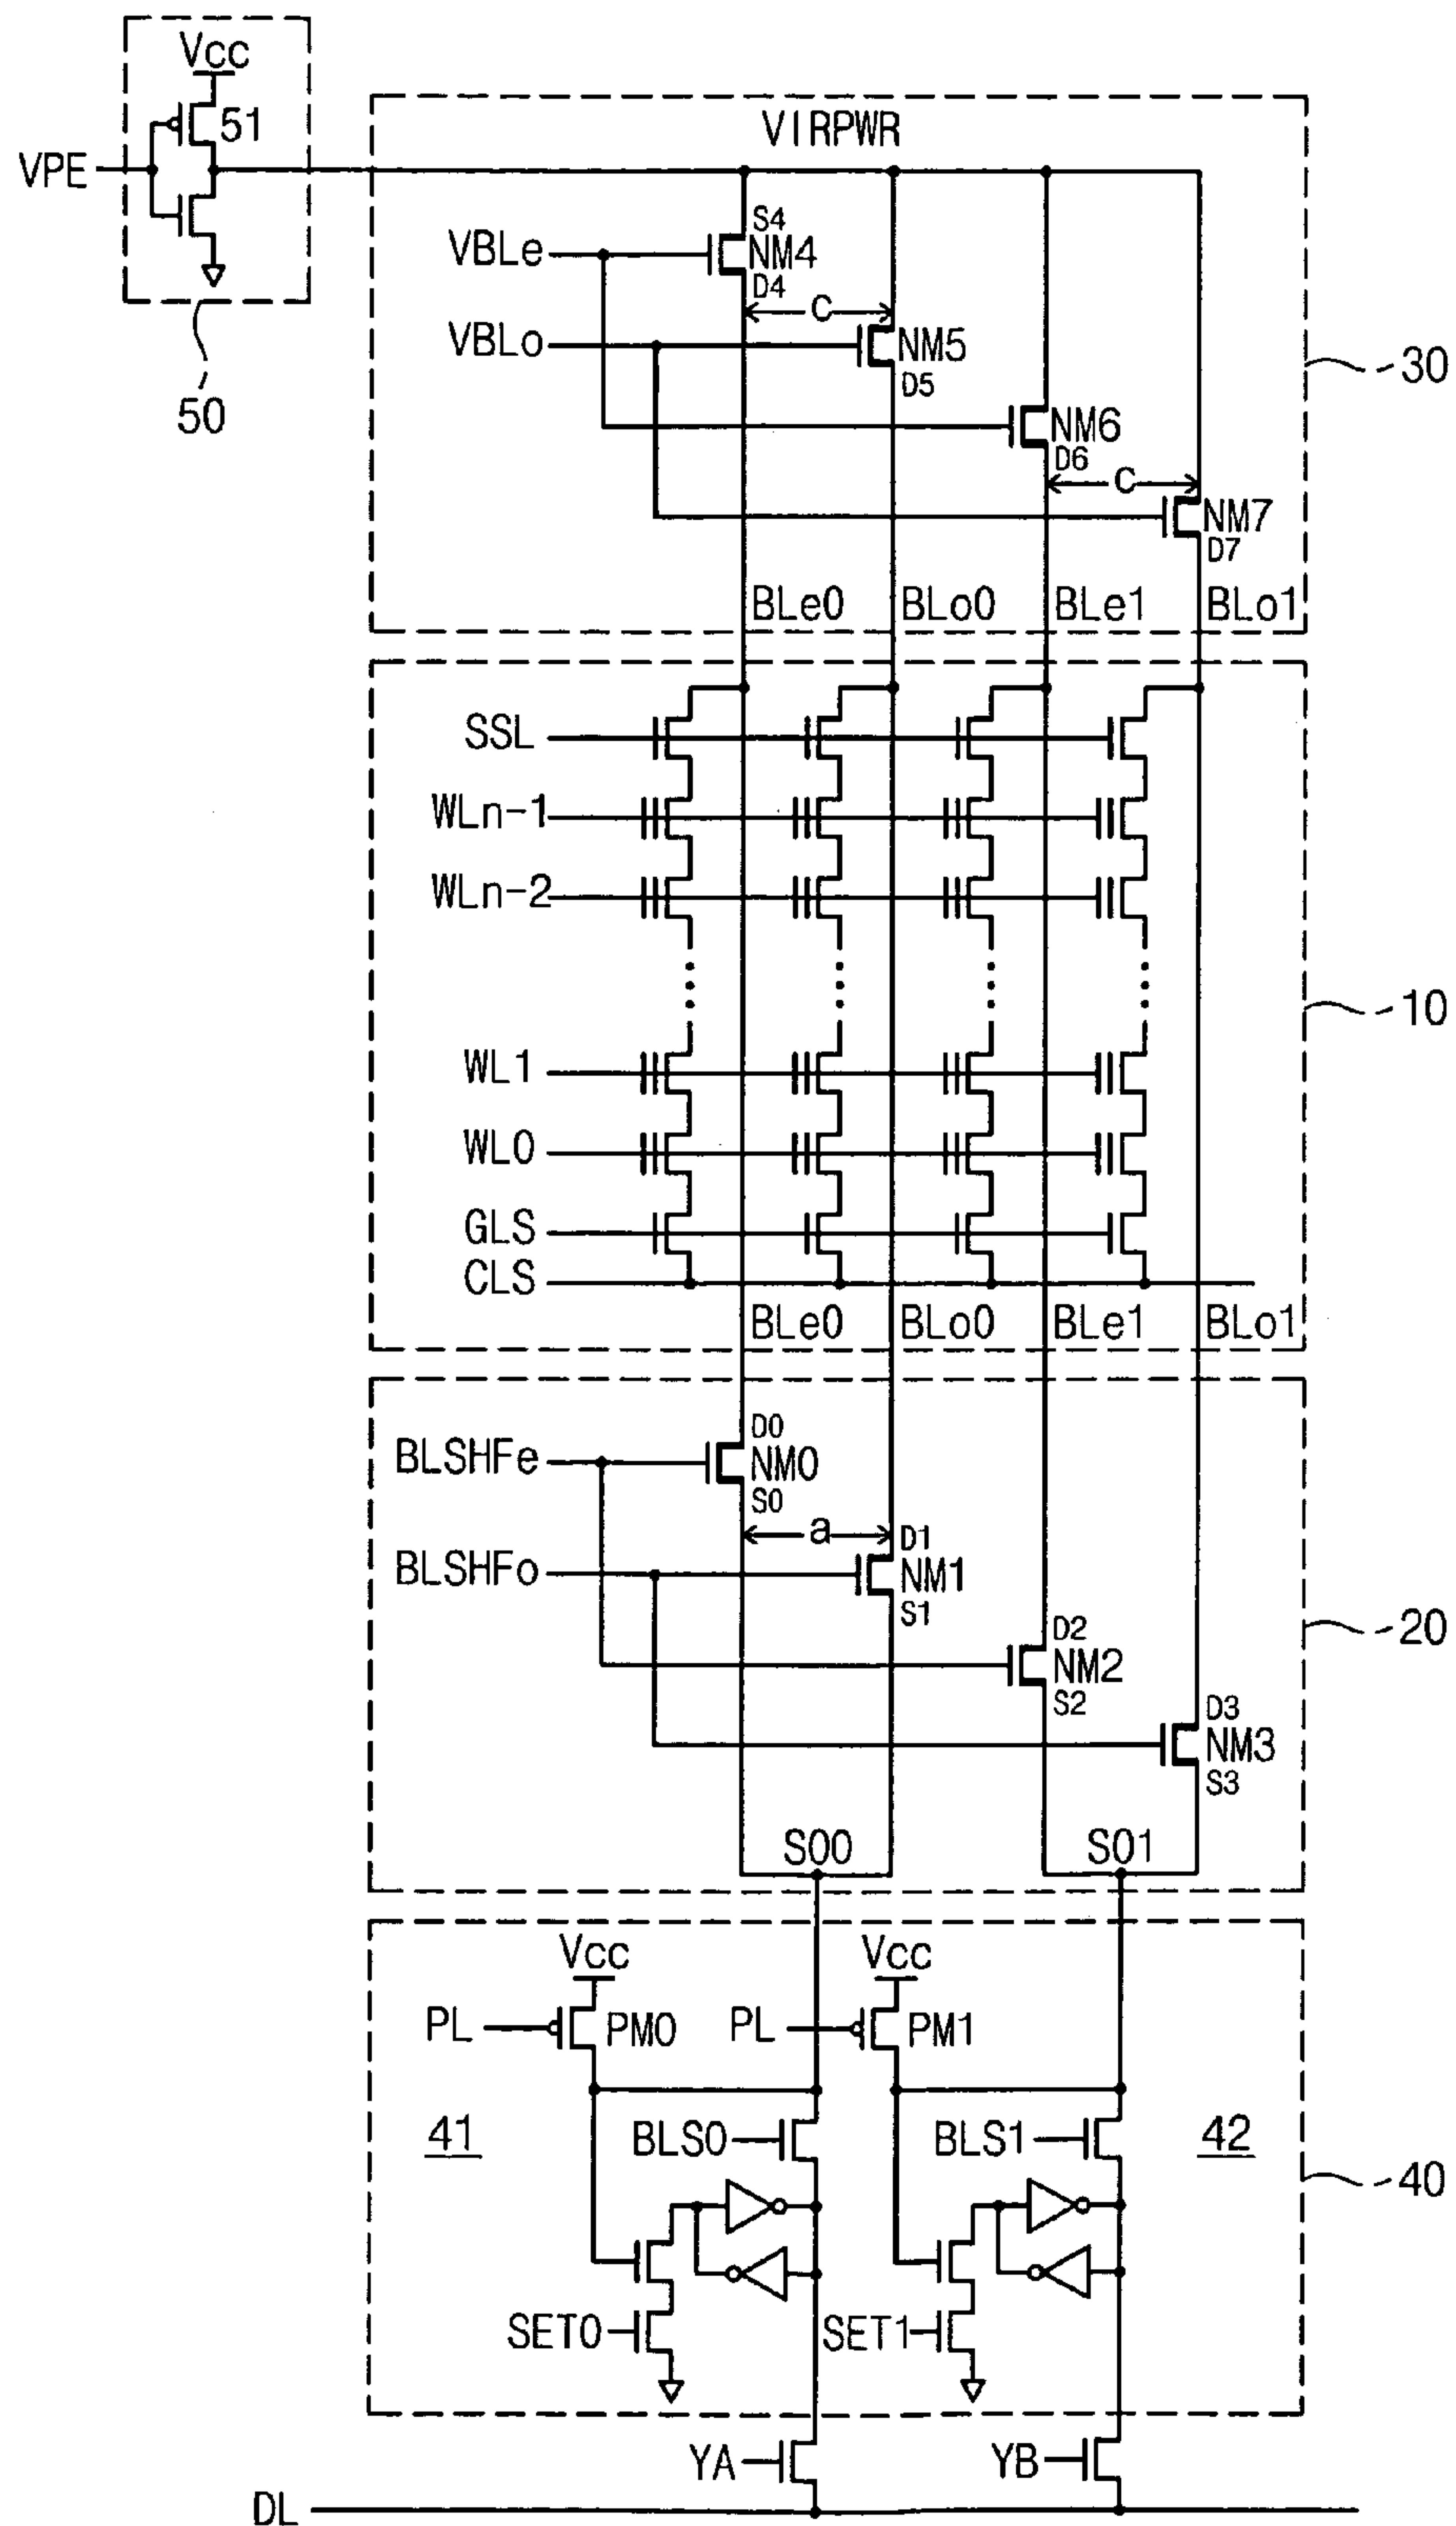 Vcc
51
VPE
50
VIRPWR
S4
VBLe
NM4
D4
c
VBLo
NM5
D5
30
NM6
D6
c
NM7
D7
BLe0 BLo0 BLe1 BLo1
SSL
WLn-1
WLn-2
10
WL1
WL0
GLS
CLS
BLe0 BLo0 BLe1 BLo1
D0
BLSHFe
NM0
S0
a
D1
BLSHFo
NM1
S1
20
D2
NM2
S2
D3
NM3
S3
S00 S01
Vcc Vcc
PL PM0 PL PM1
41 BLS0 BLS1 42
40
SET0 SET1
YA YB
DL